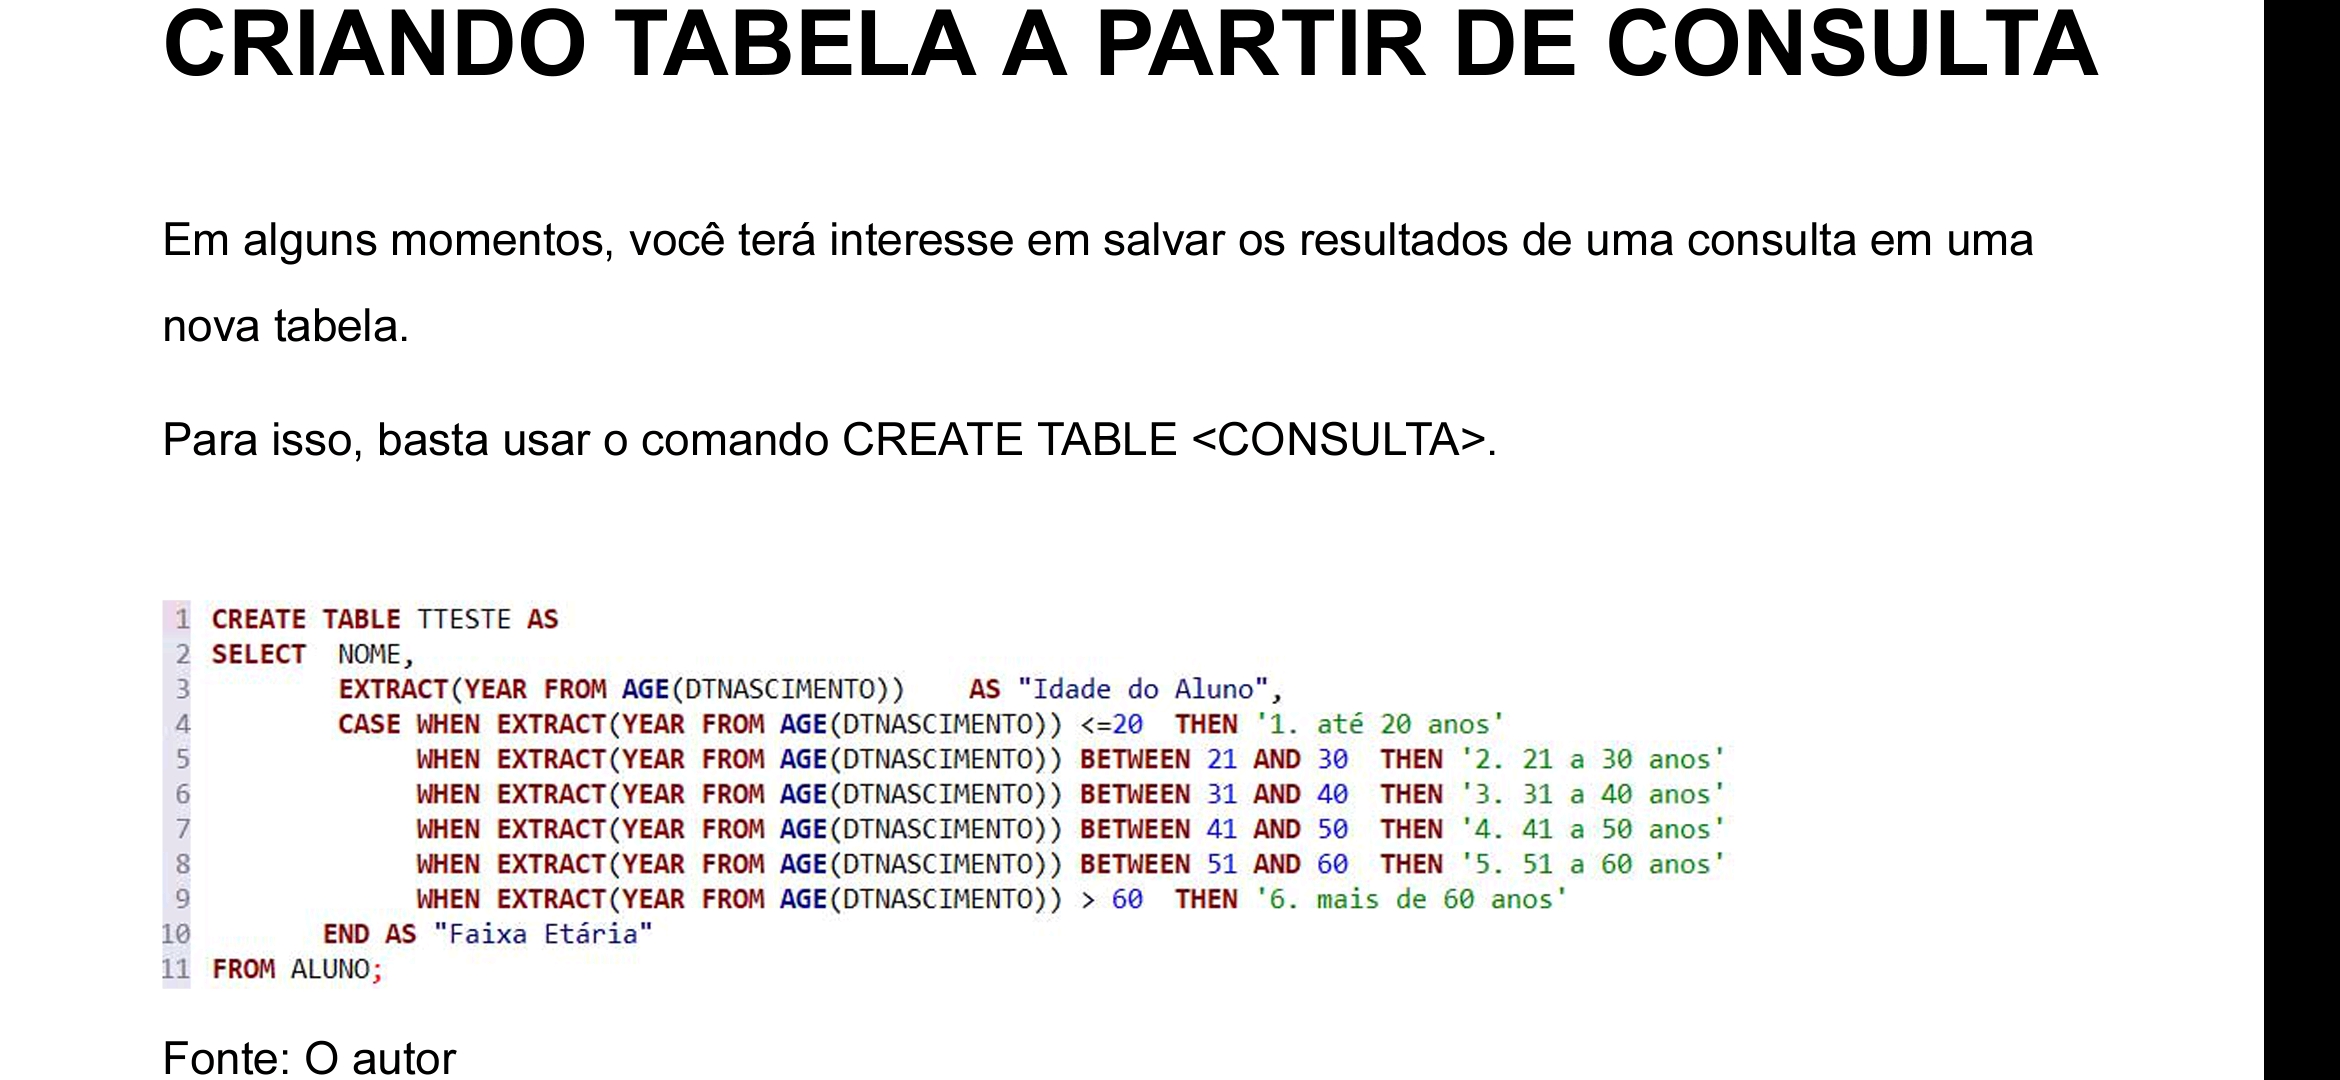 CRIANDO TABELA A PARTIR DE CONSULTA
Em alguns momentos, você terá interesse em salvar os resultados de uma consulta em uma
nova tabela.
Para isso, basta usar o comando CREATE TABLE <CONSULTA>.
1 CREATE TABLE TTESTE AS
2 SELECT NOME,
3 EXTRACT(YEAR FROM AGE(DTNASCIMENTO)) AS "Idade do Aluno",
4 CASE WHEN EXTRACT(YEAR FROM AGE(DTNASCIMENTO)) <=20 THEN '1. até 20 anos'
5 WHEN EXTRACT(YEAR FROM AGE(DTNASCIMENTO)) BETWEEN 21 AND 30 THEN '2. 21 a 30 anos'
6 WHEN EXTRACT(YEAR FROM AGE(DTNASCIMENTO)) BETWEEN 31 AND 40 THEN '3. 31 a 40 anos'
7 WHEN EXTRACT(YEAR FROM AGE(DTNASCIMENTO)) BETWEEN 41 AND 50 THEN '4. 41 a 50 anos'
8 WHEN EXTRACT(YEAR FROM AGE(DTNASCIMENTO)) BETWEEN 51 AND 60 THEN '5. 51 a 60 anos'
9 WHEN EXTRACT(YEAR FROM AGE(DTNASCIMENTO)) > 60 THEN '6. mais de 60 anos'
10 END AS "Faixa Etária"
11 FROM ALUNO;
Fonte: O autor